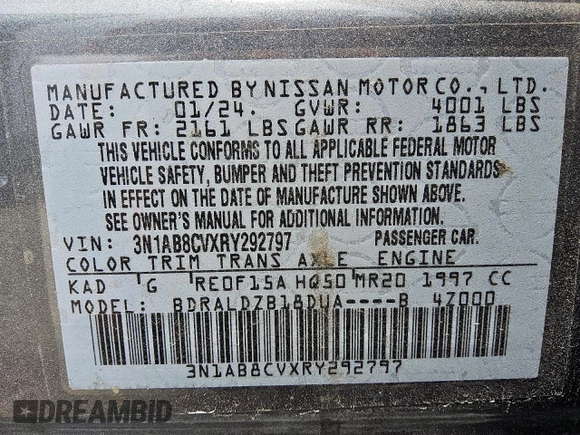 MANUFACTURED BY NISSAN MOTOR CO., LTD.
DATE: 01/24. GVWR: 4001 LBS
GAWR FR: 2161 LBS GAWR RR: 1863 LBS
THIS VEHICLE CONFORMS TO ALL APPLICABLE FEDERAL MOTOR
VEHICLE SAFETY, BUMPER AND THEFT PREVENTION STANDARDS
IN EFFECT ON THE DATE OF MANUFACTURE SHOWN ABOVE.
SEE OWNER'S MANUAL FOR ADDITIONAL INFORMATION.
VIN: 3N1AB8CVXRY292797 PASSENGER CAR.
COLOR TRIM TRANS AXLE ENGINE
KAD G RE0F15A HQ50 MR20 1997 CC
MODEL: BDRALDZB18DUA----B 4Z000
3N1AB8CVXRY292797
DREAMBID